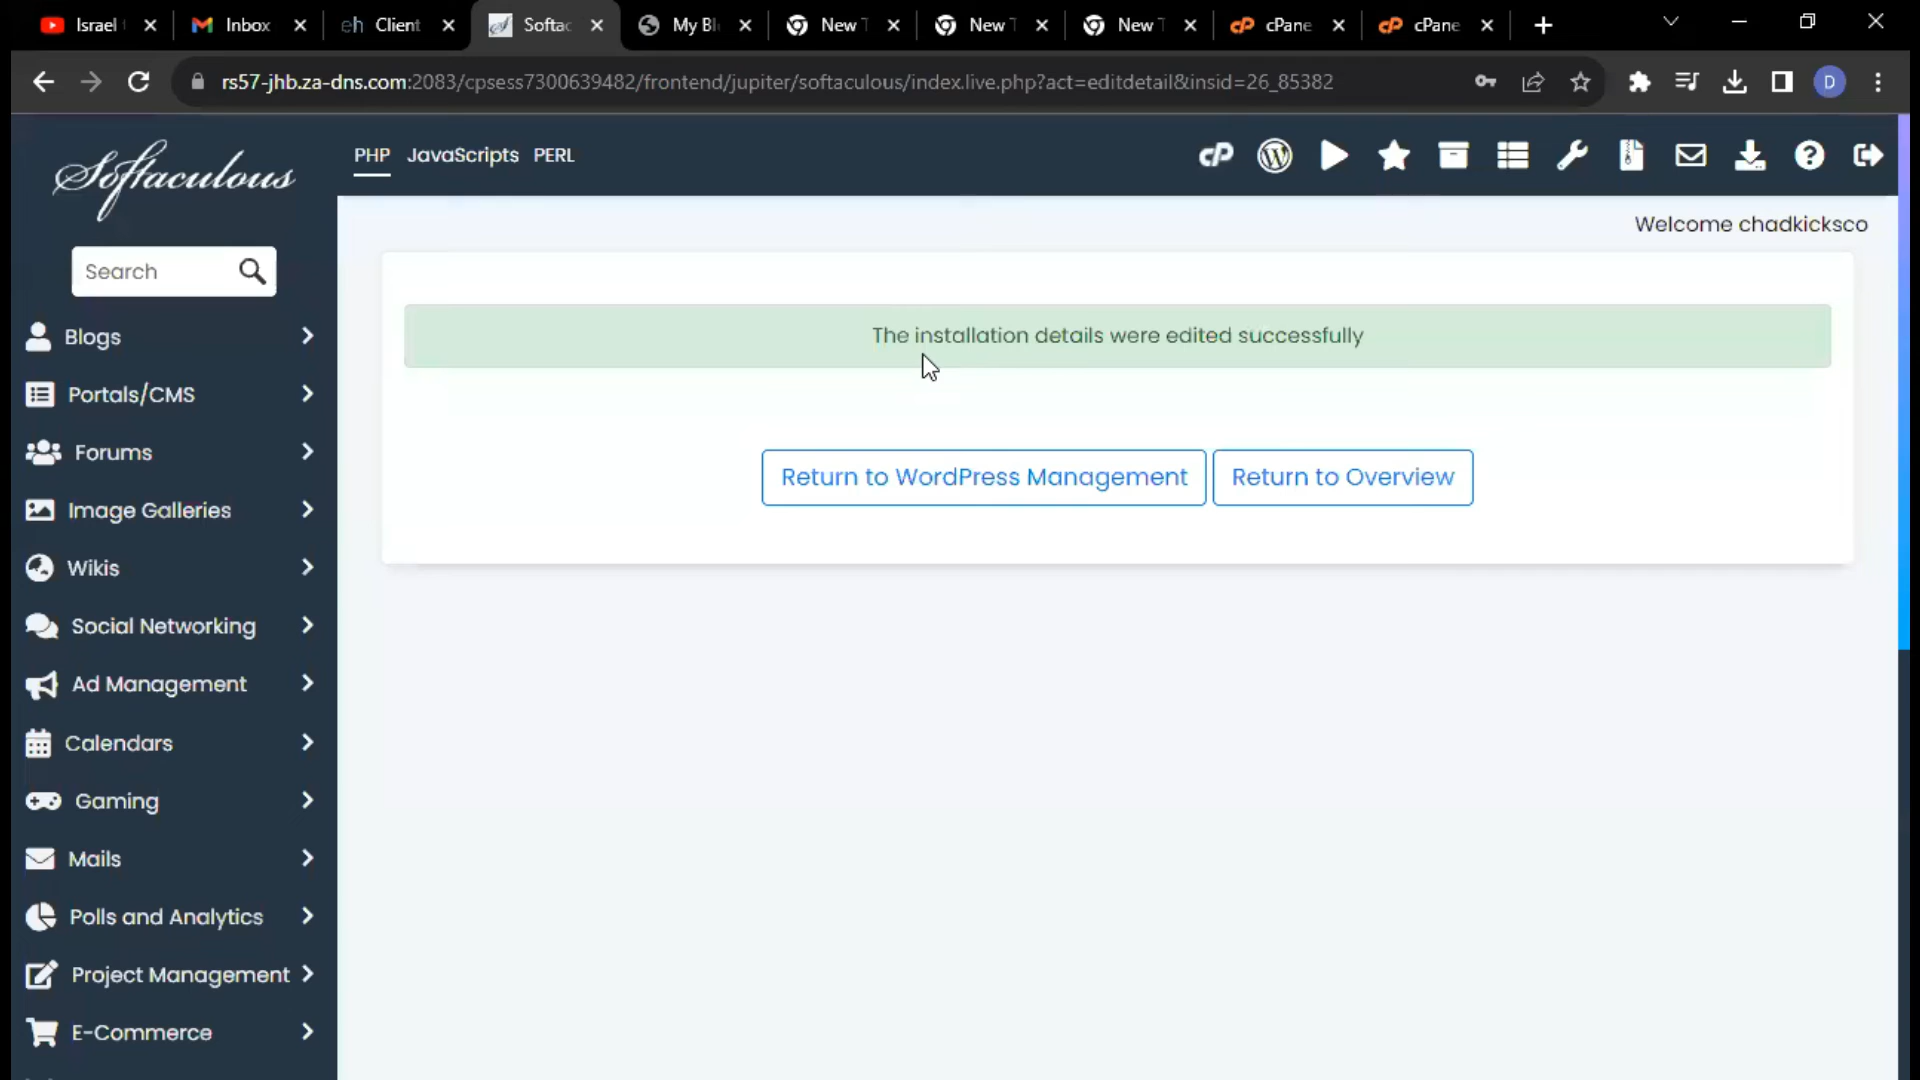 Israel
Inbox
Client
Softac
My Bl
New T
New T
New T
cPane
cPane
rs57-jhb.za-dns.com:2083/cpsess7300639482/frontend/jupiter/softaculous/index.live.php?act=editdetail&insid=26_85382
D
Softaculous
PHP
JavaScripts
PERL
cP
Welcome chadkicksco
Search
Blogs
Portals/CMS
Forums
Image Galleries
Wikis
Social Networking
Ad Management
Calendars
Gaming
Mails
Polls and Analytics
Project Management
E-Commerce
The installation details were edited successfully
Return to WordPress Management
Return to Overview